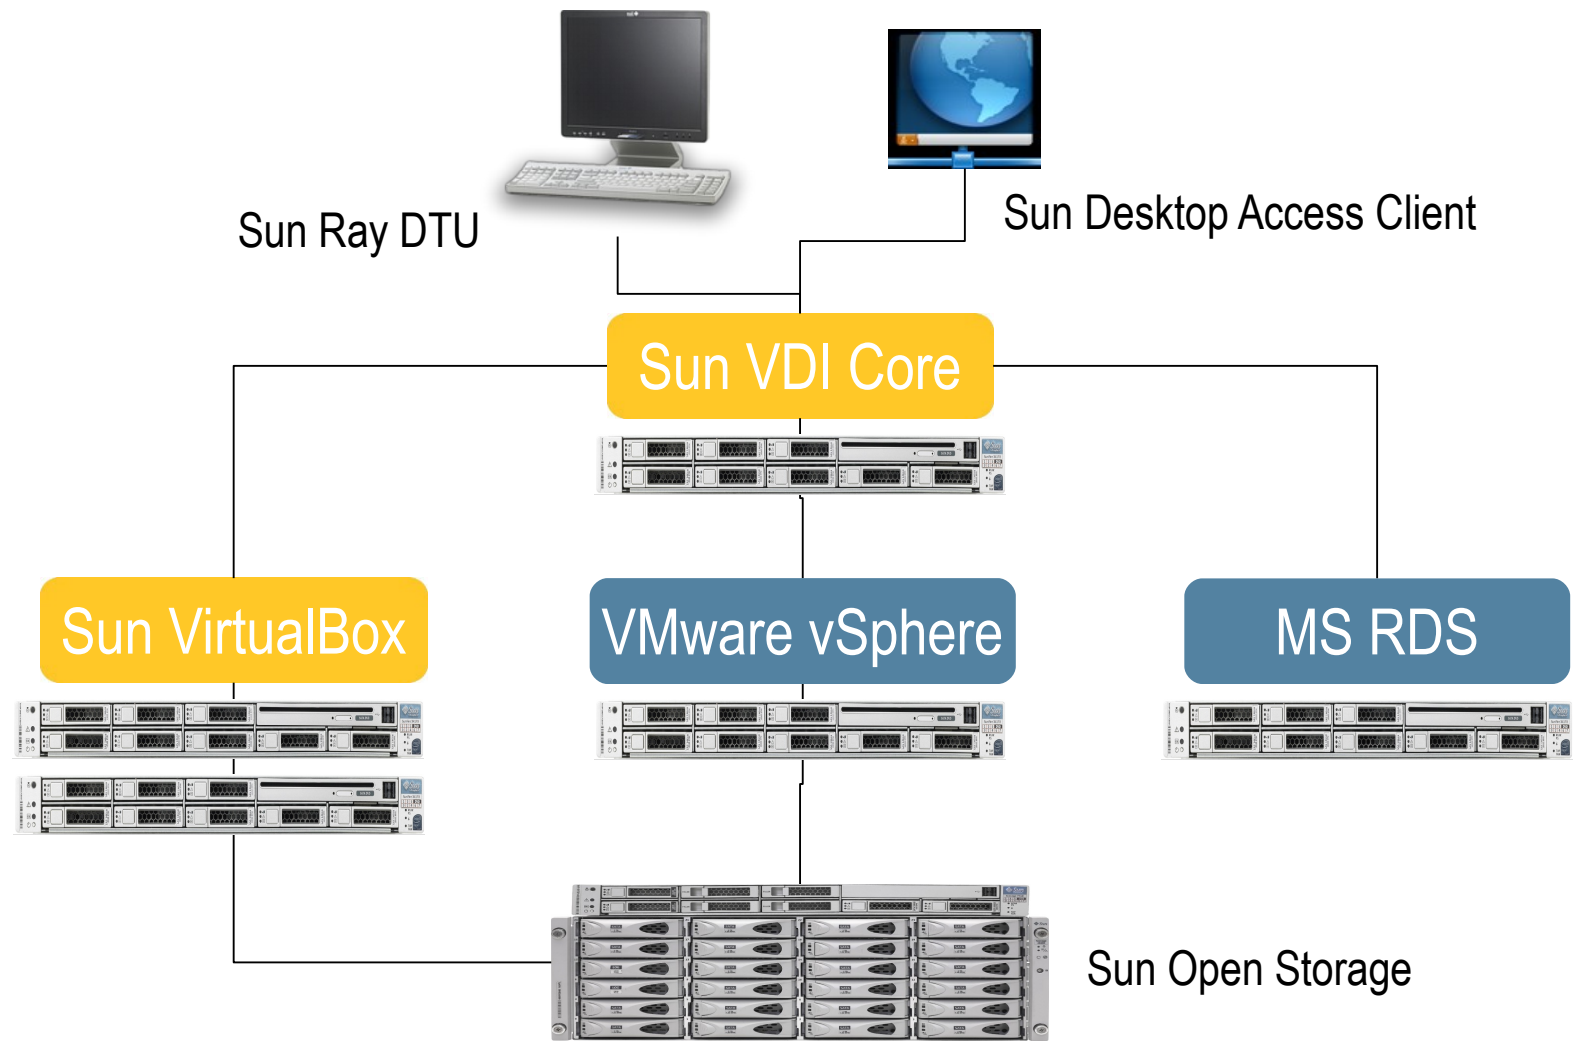 Sun Ray DTU
Sun Desktop Access Client
Sun VDI Core
Sun VirtualBox
VMware vSphere
MS RDS
Sun Open Storage